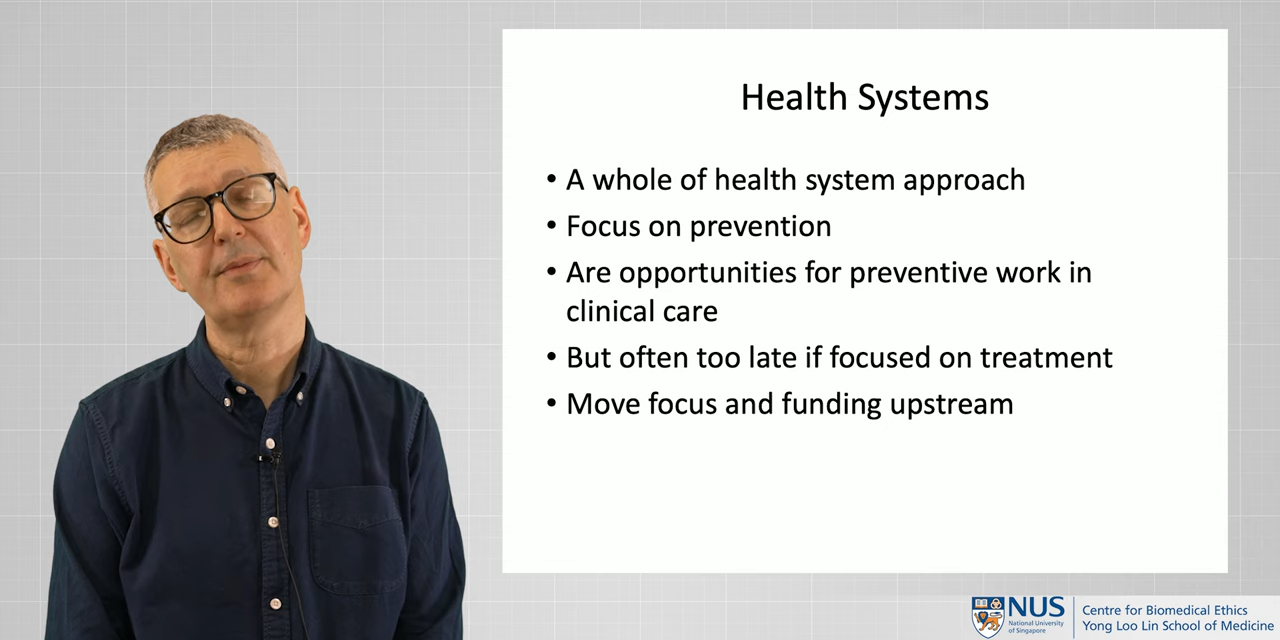 Health Systems
• A whole of health system approach
• Focus on prevention
• Are opportunities for preventive work in
clinical care
• But often too late if focused on treatment
• Move focus and funding upstream
NUS
National University
of Singapore
Centre for Biomedical Ethics
Yong Loo Lin School of Medicine